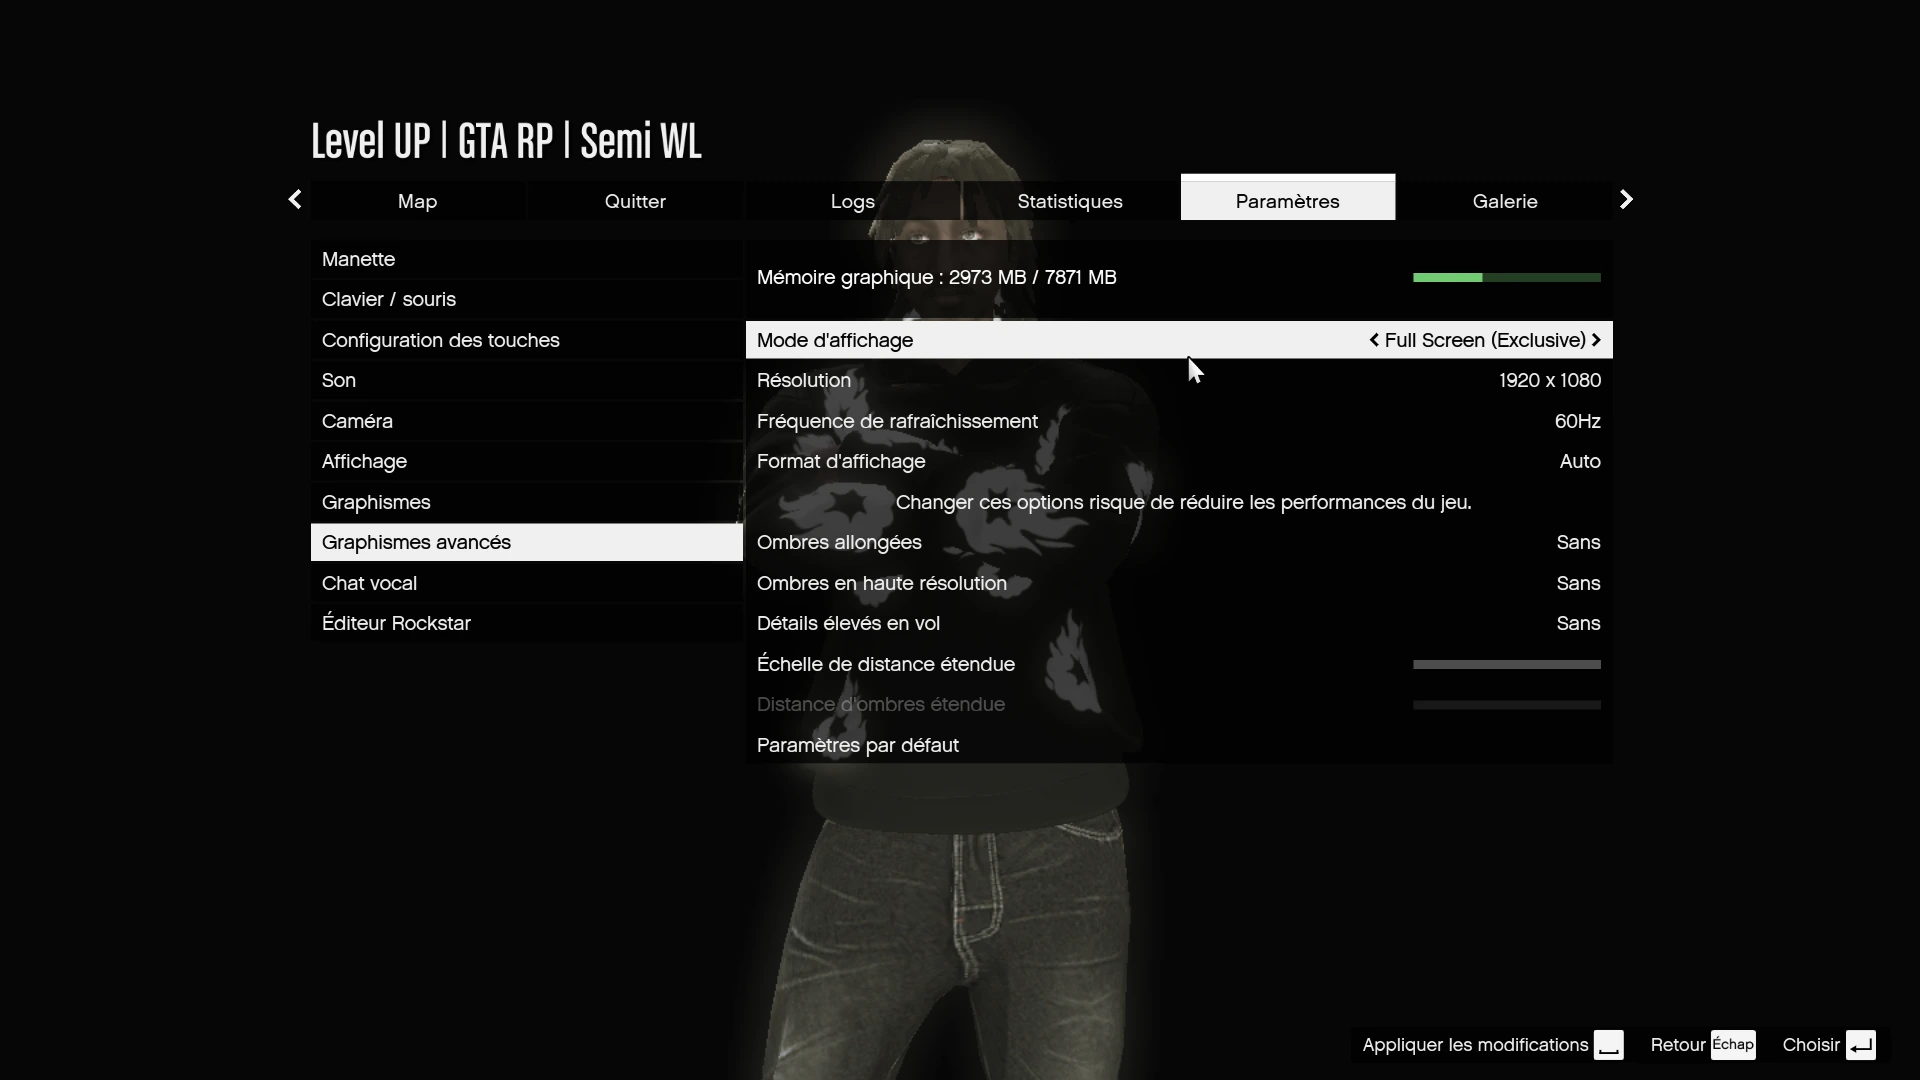 Level UP | GTA RP | Semi WL
Map
Quitter
Logs
Statistiques
Paramètres
Galerie
Manette
Clavier / souris
Configuration des touches
Son
Caméra
Affichage
Graphismes
Graphismes avancés
Chat vocal
Éditeur Rockstar
Mémoire graphique : 2973 MB / 7871 MB
Mode d'affichage Full Screen (Exclusive)
Résolution 1920 x 1080
Fréquence de rafraîchissement 60Hz
Format d'affichage Auto
Changer ces options risque de réduire les performances du jeu.
Ombres allongées Sans
Ombres en haute résolution Sans
Détails élevés en vol Sans
Échelle de distance étendue
Distance d'ombres étendue
Paramètres par défaut
Appliquer les modifications Retour Échap Choisir